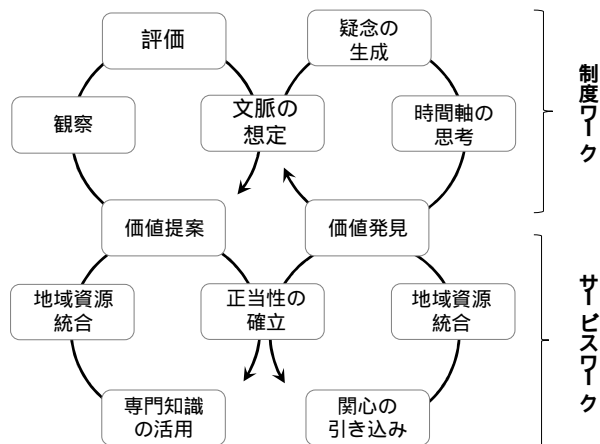 評価
疑念の
生成
観察
文脈の
想定
時間軸の
思考
制度ワーク
価値提案
価値発見
地域資源
統合
正当性の
確立
地域資源
統合
サービスワーク
専門知識
の活用
関心の
引き込み